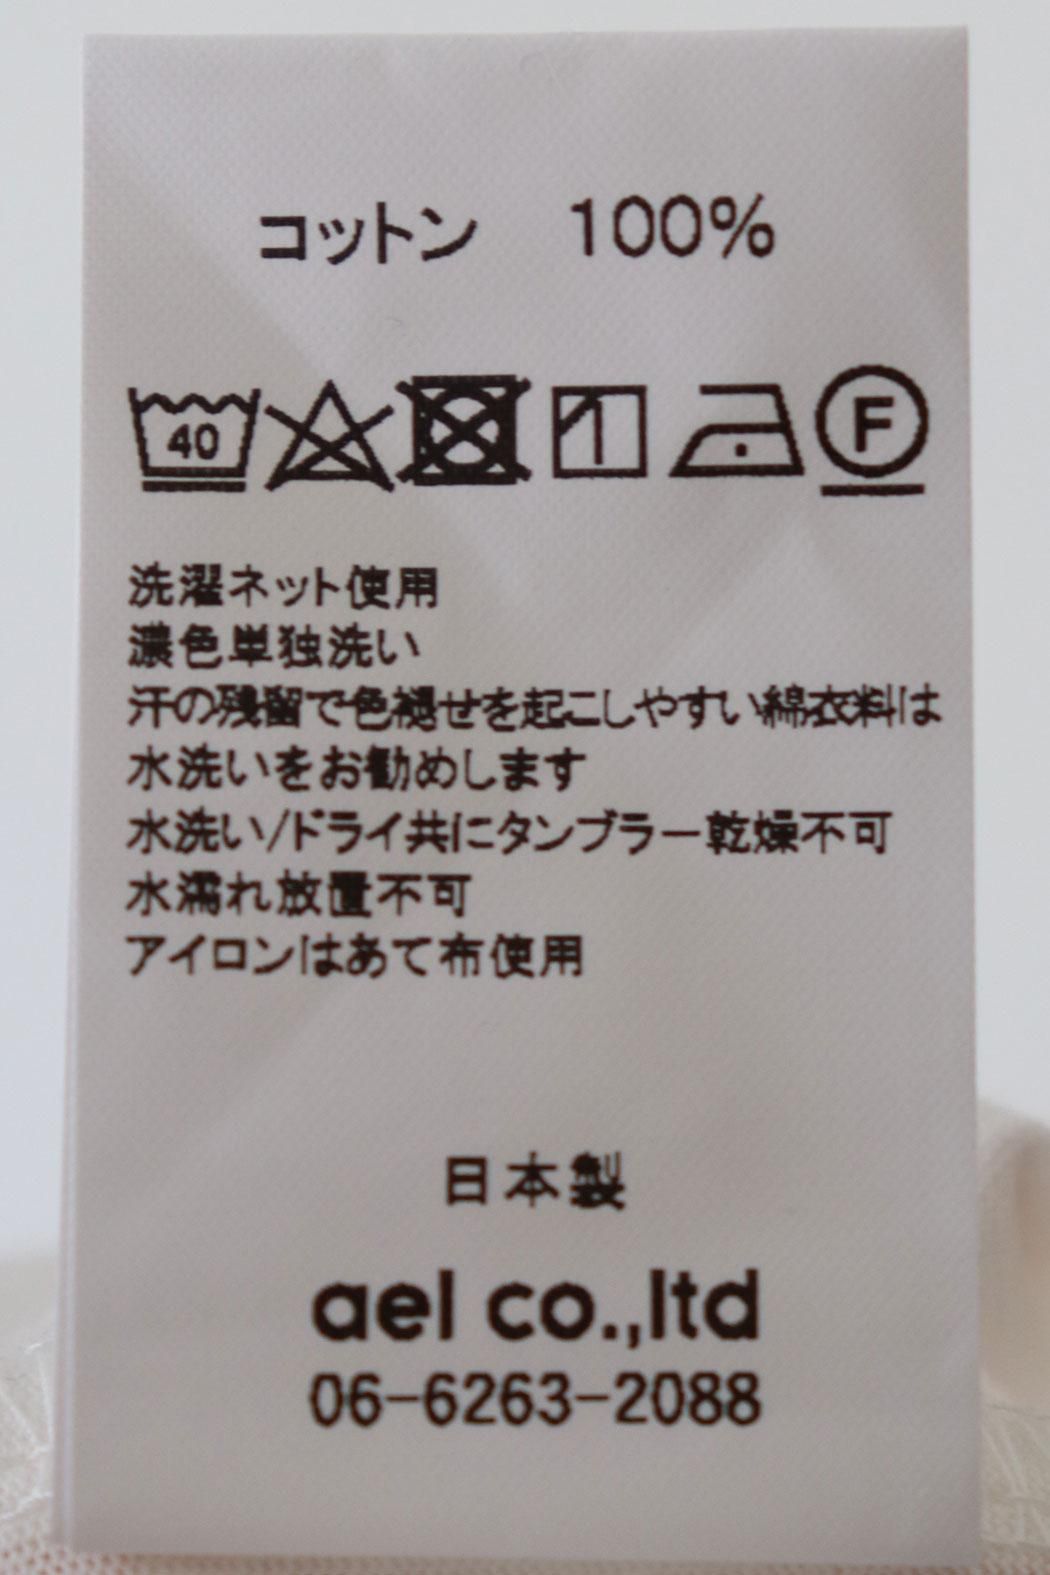 コットン 100%
40 F
洗濯ネット使用
濃色単独洗い
汗の残留で色褪せを起こしやすい綿衣料は
水洗いをお勧めします
水洗い/ドライ共にタンブラー乾燥不可
水濡れ放置不可
アイロンはあて布使用
日本製
ael co.,ltd
06-6263-2088